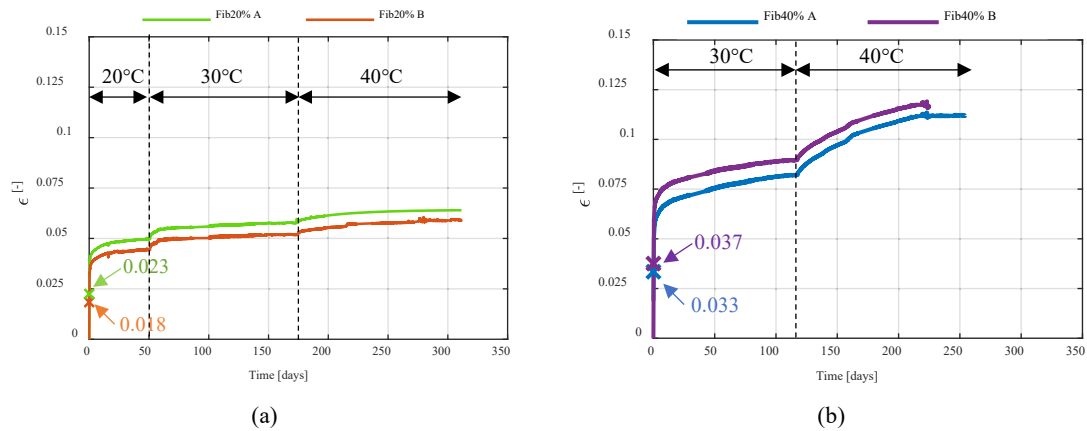 Fib20% A Fib20% B
0.15
0.125
0.1
0.075
0.05
0.025
0
ϵ [-]
20°C 30°C 40°C
0.023
0.018
0 50 100 150 200 250 300 350
Time [days]
(a)
Fib40% A Fib40% B
0.15
0.125
0.1
0.075
0.05
0.025
0
ϵ [-]
30°C 40°C
0.037
0.033
0 50 100 150 200 250 300 350
Time [days]
(b)